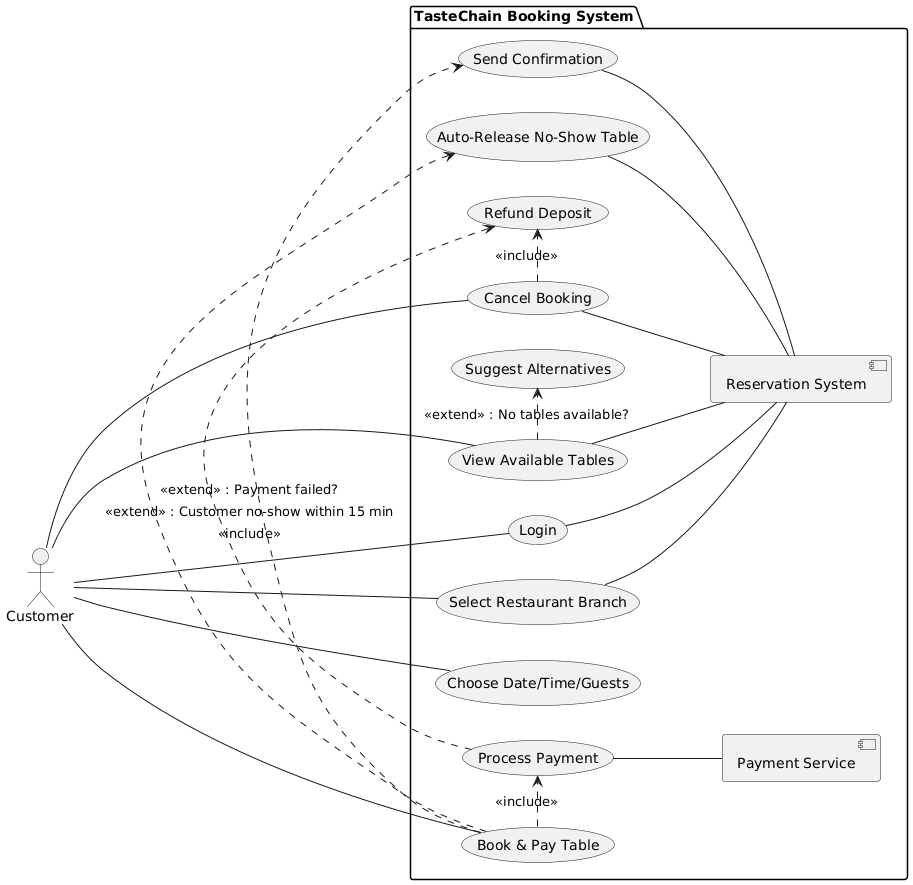 TasteChain Booking System
Send Confirmation
Auto-Release No-Show Table
Refund Deposit
«include»
Cancel Booking
Suggest Alternatives
Reservation System
«extend» : No tables available?
View Available Tables
«extend» : Payment failed?
«extend» : Customer no-show within 15 min
«include»
Login
Select Restaurant Branch
Customer
Choose Date/Time/Guests
Process Payment
Payment Service
«include»
Book & Pay Table